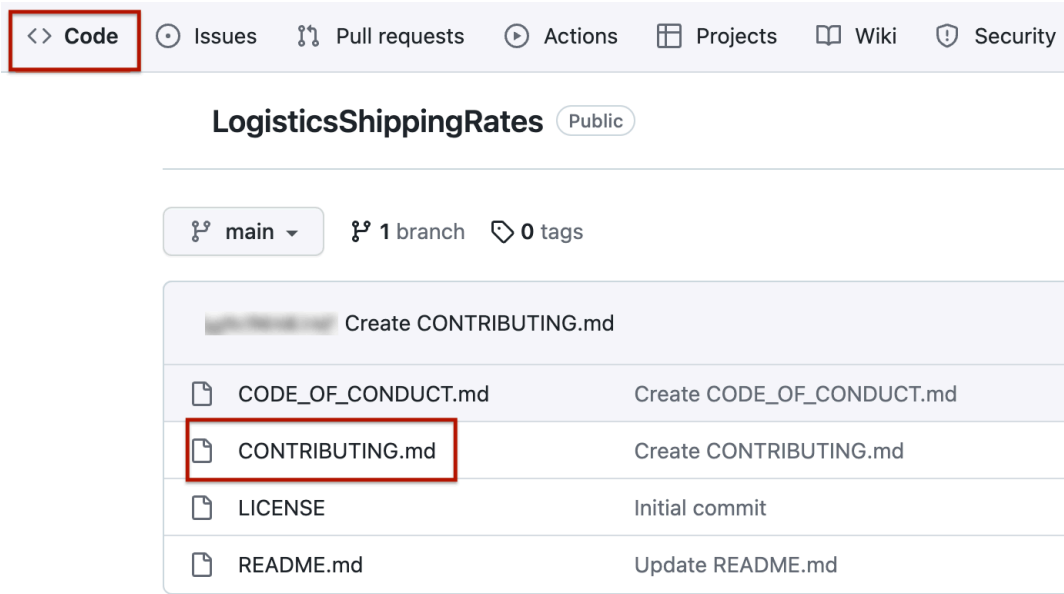 <> Code Issues Pull requests Actions Projects Wiki Security
LogisticsShippingRates Public
main 1 branch 0 tags
Create CONTRIBUTING.md
CODE_OF_CONDUCT.md Create CODE_OF_CONDUCT.md
CONTRIBUTING.md Create CONTRIBUTING.md
LICENSE Initial commit
README.md Update README.md